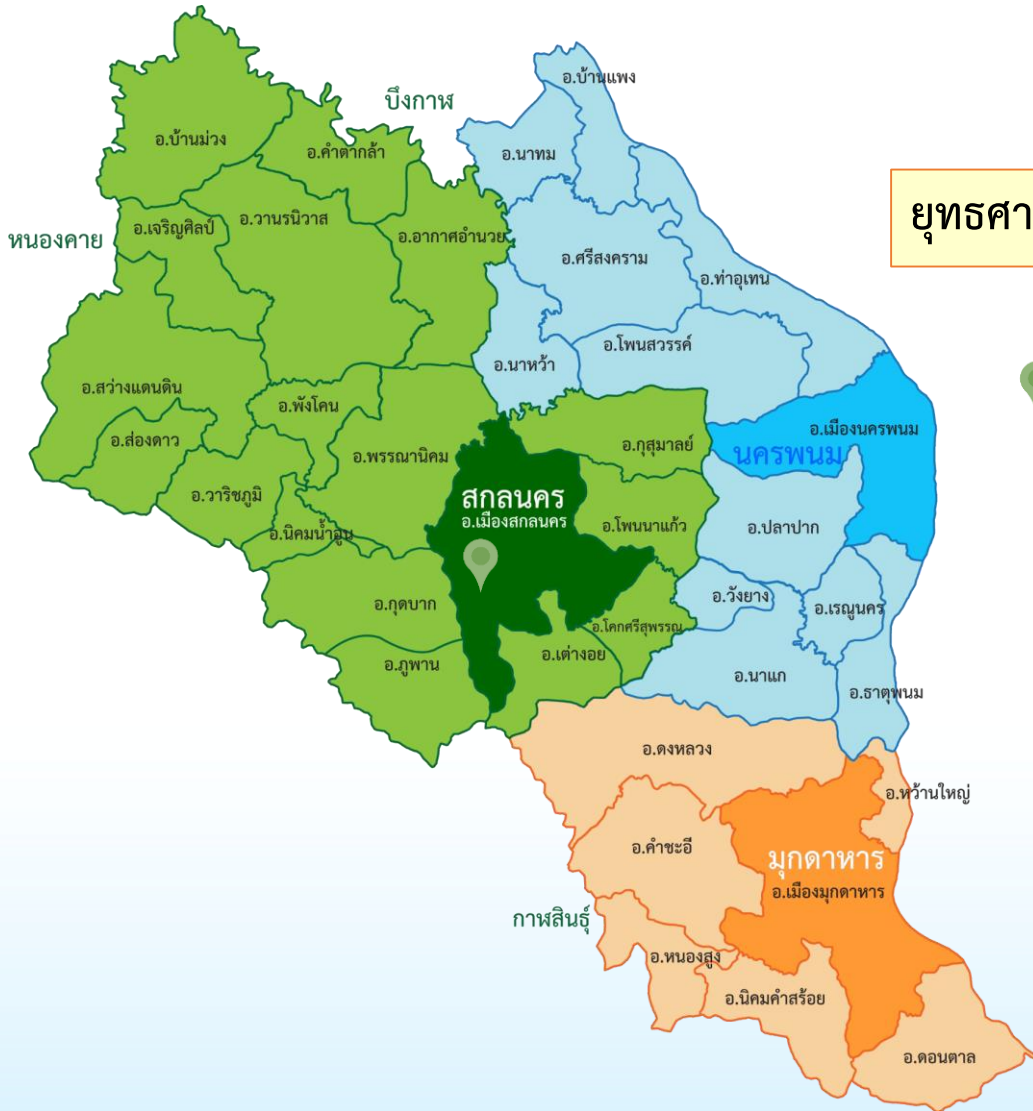 อ.บ้านแพง
บึงกาฬ
อ.บ้านม่วง
อ.คำตากล้า
อ.นาทม
ยุทธศา
หนองคาย
อ.เจริญศิลป์
อ.วานรนิวาส
อ.อากาศอำนวย
อ.ศรีสงคราม
อ.ท่าอุเทน
อ.โพนสวรรค์
อ.นาหว้า
อ.สว่างแดนดิน
อ.พังโคน
อ.ส่องดาว
อ.พรรณานิคม
อ.กุสุมาลย์
อ.เมืองนครพนม
นครพนม
อ.วาริชภูมิ
สกลนคร
อ.เมืองสกลนคร
อ.นิคมน้ำอูน
อ.โพนนาแก้ว
อ.ปลาปาก
อ.กุดบาก
อ.วังยาง
อ.เรณูนคร
อ.โคกศรีสุพรรณ
อ.ภูพาน
อ.เต่างอย
อ.นาแก
อ.ธาตุพนม
อ.ดงหลวง
อ.หว้านใหญ่
อ.คำชะอี
มุกดาหาร
อ.เมืองมุกดาหาร
กาฬสินธุ์
อ.หนองสูง
อ.นิคมคำสร้อย
อ.ดอนตาล